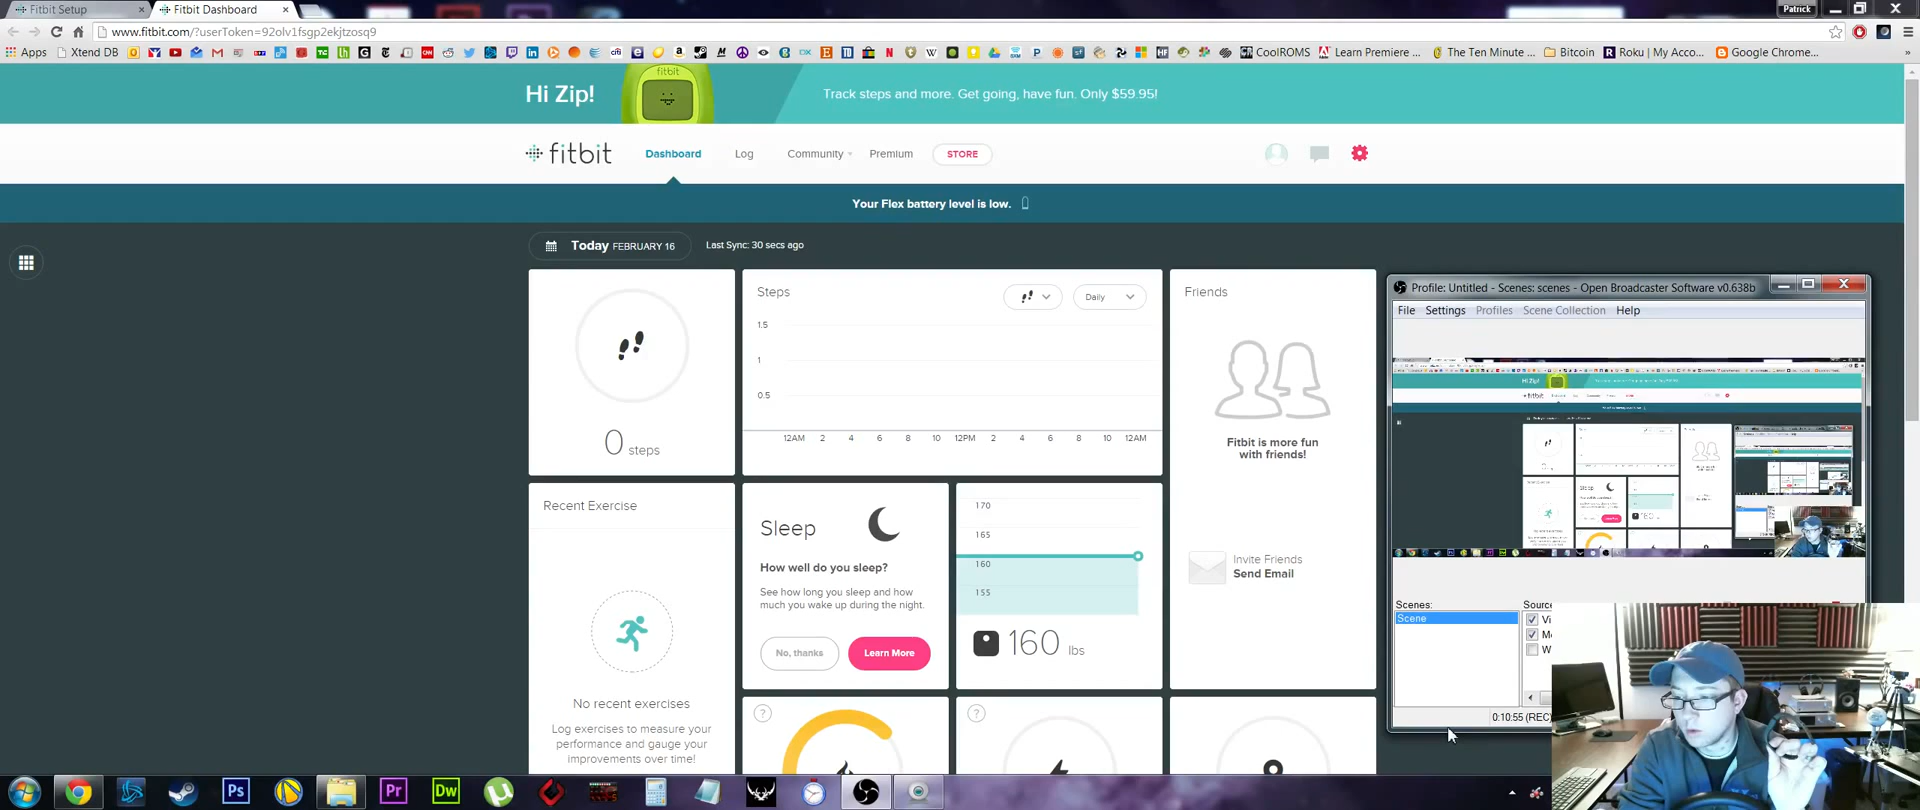 Fitbit Setup
Fitbit Dashboard
Patrick
www.fitbit.com/?userToken=92olv1fsgp2ekjtzosq9
Apps
Xtend DB
CoolROMS
Learn Premiere ...
The Ten Minute ...
Bitcoin
Roku | My Acco...
Google Chrome...
Hi Zip!
fitbit
Track steps and more. Get going, have fun. Only $59.95!
fitbit
Dashboard
Log
Community
Premium
STORE
Your Flex battery level is low.
Today FEBRUARY 16
Last Sync: 30 secs ago
0 steps
Steps
Daily
1.5
1
0.5
12AM 2 4 6 8 10 12PM 2 4 6 8 10 12AM
Friends
Fitbit is more fun
with friends!
Invite Friends
Send Email
Recent Exercise
No recent exercises
Log exercises to measure your
performance and gauge your
improvements over time!
Sleep
How well do you sleep?
See how long you sleep and how
much you wake up during the night.
No, thanks
Learn More
170
165
160
155
160 lbs
?
?
Profile: Untitled - Scenes: scenes - Open Broadcaster Software v0.638b
File Settings Profiles Scene Collection Help
Scenes:
Scene
Sourc
Vi
M
W
0:10:55 (REC)
Ps
Pr
Dw